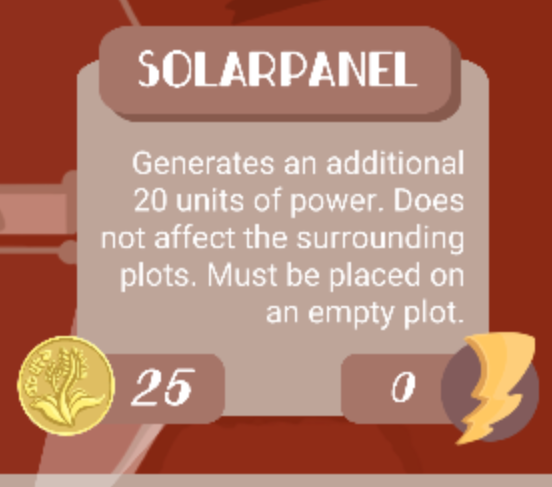 SOLARPANEL
Generates an additional
20 units of power. Does
not affect the surrounding
plots. Must be placed on
an empty plot.
25
0